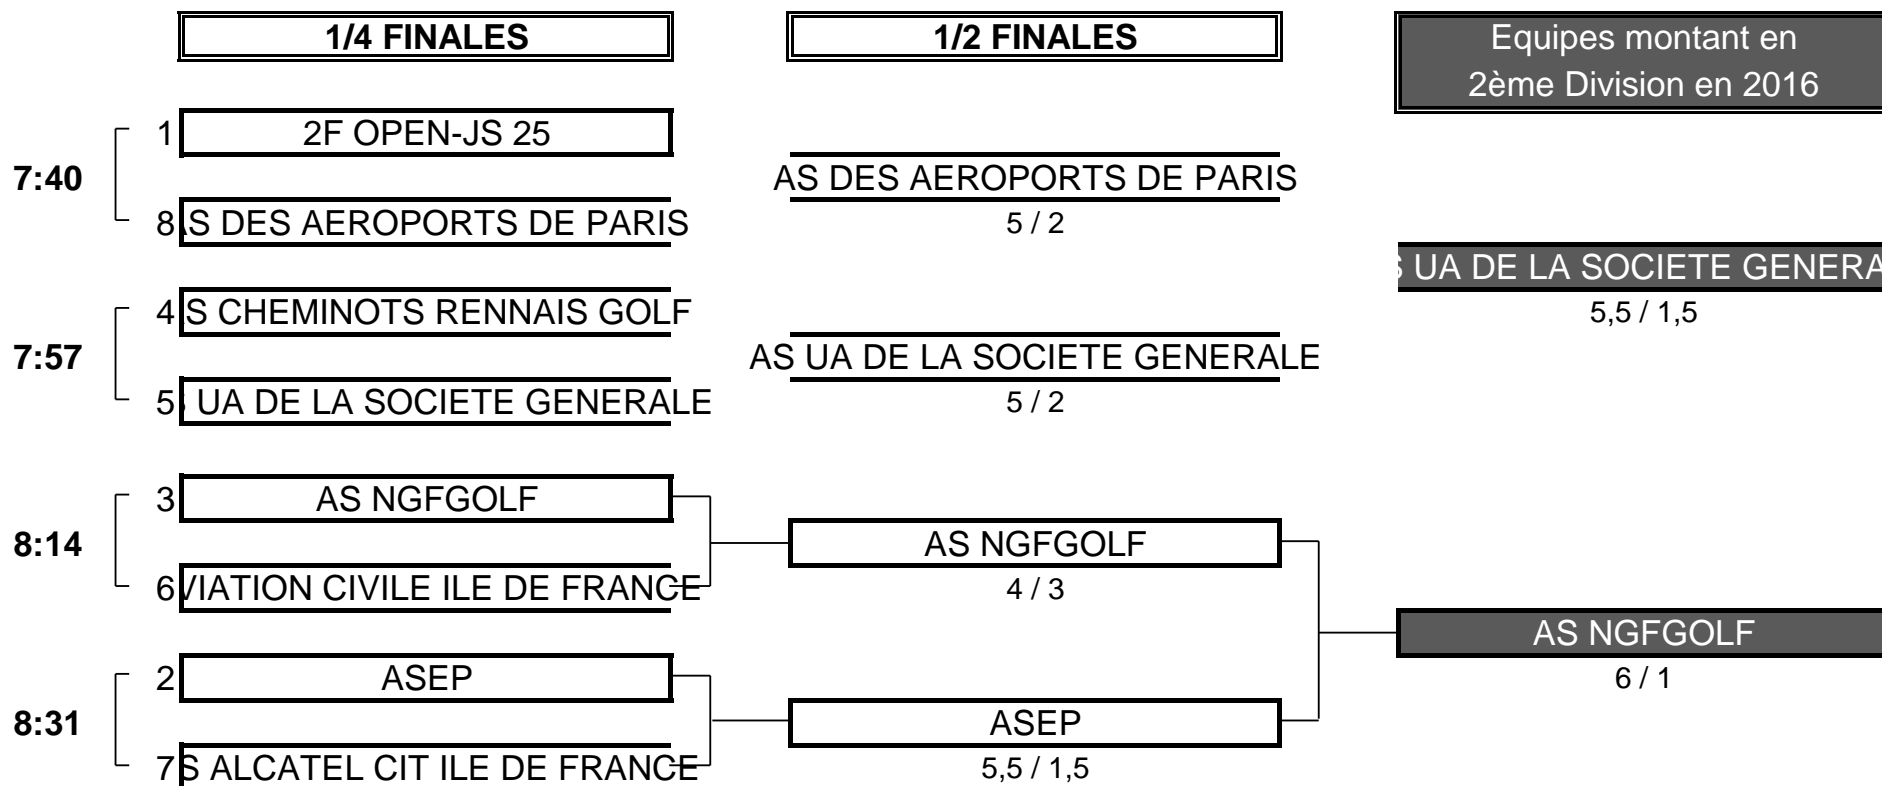 1/4 FINALES
1/2 FINALES
Equipes montant en
2ème Division en 2016
7:40
1 2F OPEN-JS 25
8 S DES AEROPORTS DE PARIS
AS DES AEROPORTS DE PARIS
5 / 2
7:57
4 S CHEMINOTS RENNAIS GOLF
5 UA DE LA SOCIETE GENERALE
AS UA DE LA SOCIETE GENERALE
5 / 2
UA DE LA SOCIETE GENERA
5,5 / 1,5
8:14
3 AS NGFGOLF
6 VIATION CIVILE ILE DE FRANCE
AS NGFGOLF
4 / 3
8:31
2 ASEP
7 S ALCATEL CIT ILE DE FRANCE
ASEP
5,5 / 1,5
AS NGFGOLF
6 / 1